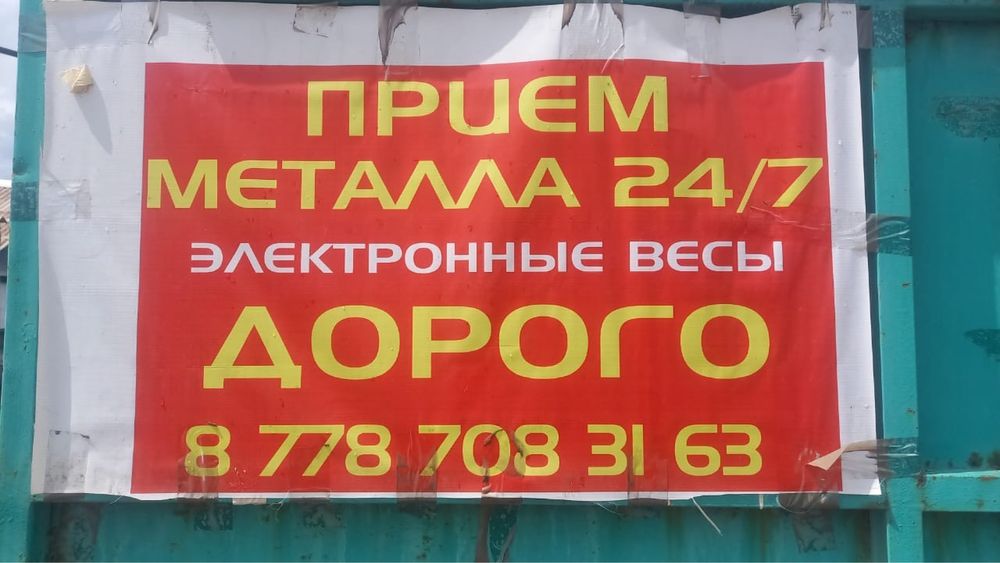 ПРИЕМ
МЕТАЛЛА 24/7
ЭЛЕКТРОННЫЕ ВЕСЫ
ДОРОГО
8 778 708 31 63